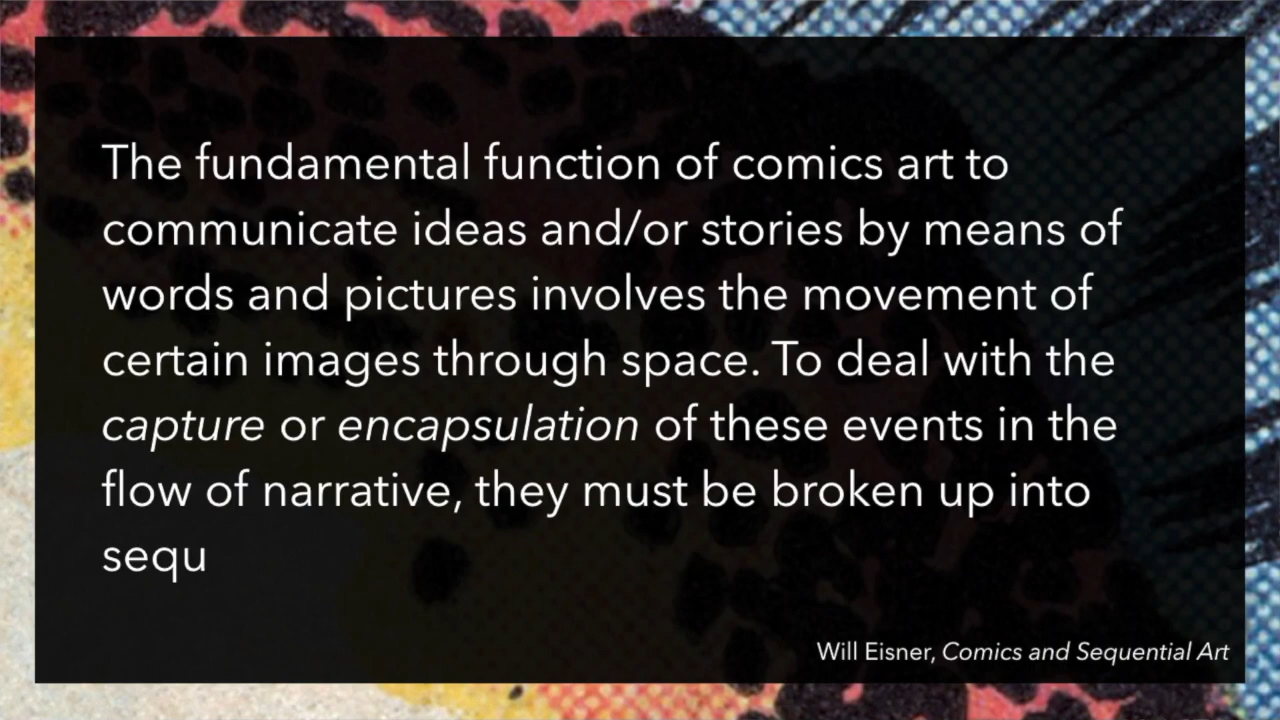 The fundamental function of comics art to
communicate ideas and/or stories by means of
words and pictures involves the movement of
certain images through space. To deal with the
capture or encapsulation of these events in the
flow of narrative, they must be broken up into
sequ
Will Eisner, Comics and Sequential Art